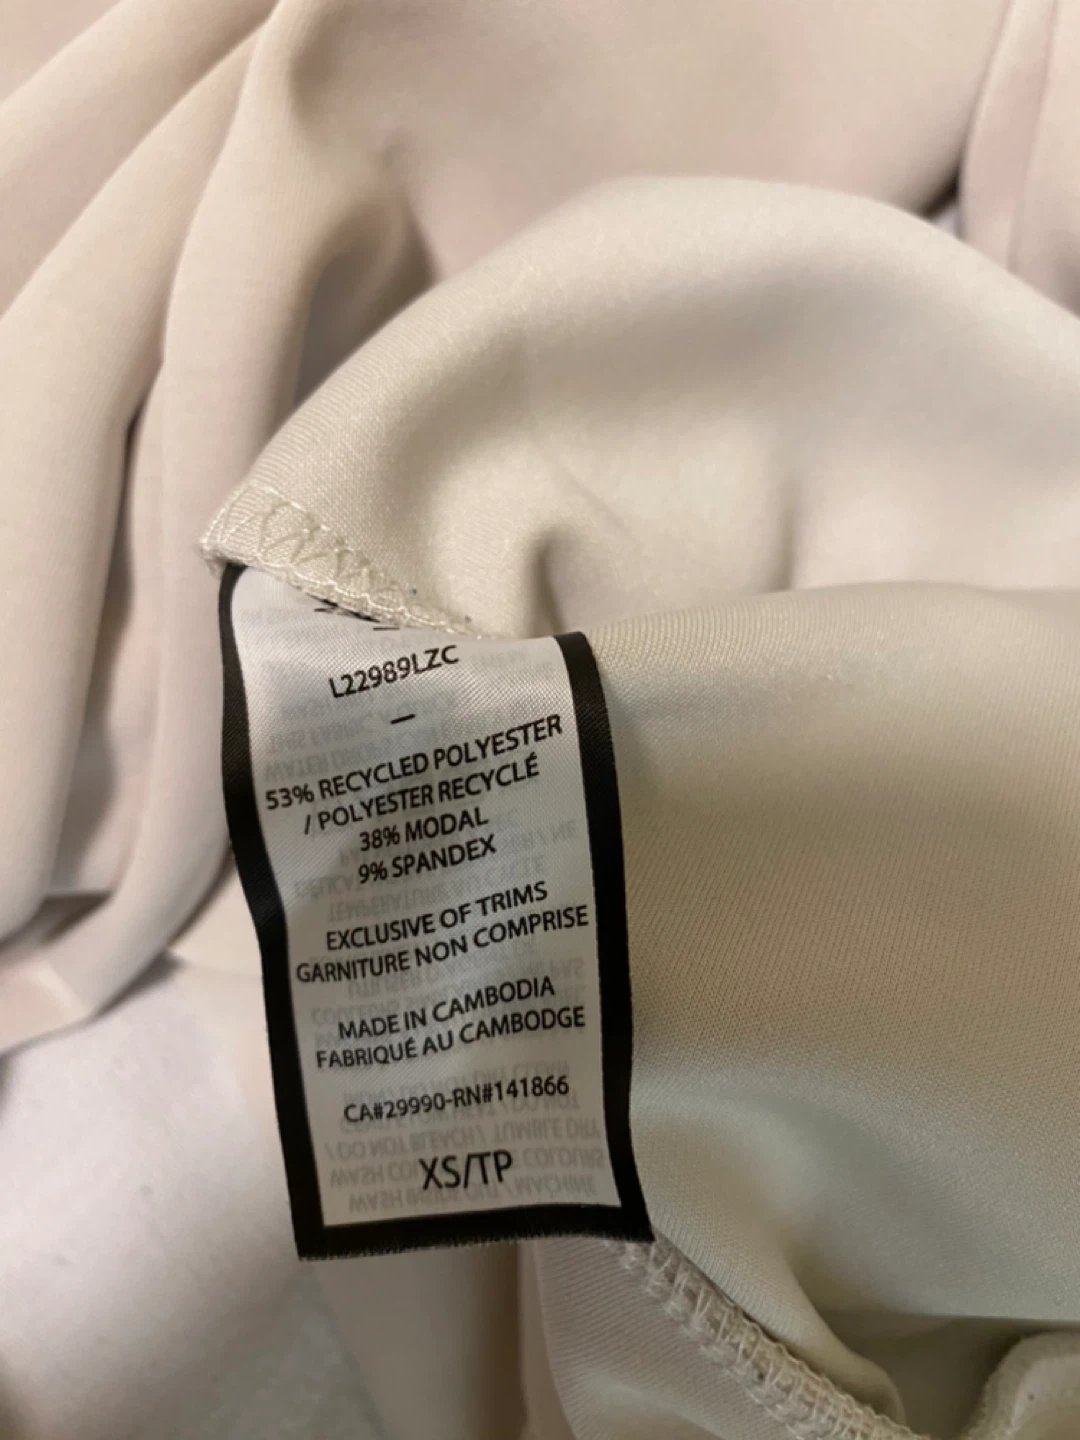 L22989LZC
–
53% RECYCLED POLYESTER
/ POLYESTER RECYCLÉ
38% MODAL
9% SPANDEX
EXCLUSIVE OF TRIMS
GARNITURE NON COMPRISE
MADE IN CAMBODIA
FABRIQUÉ AU CAMBODGE
CA#29990-RN#141866
XS/TP